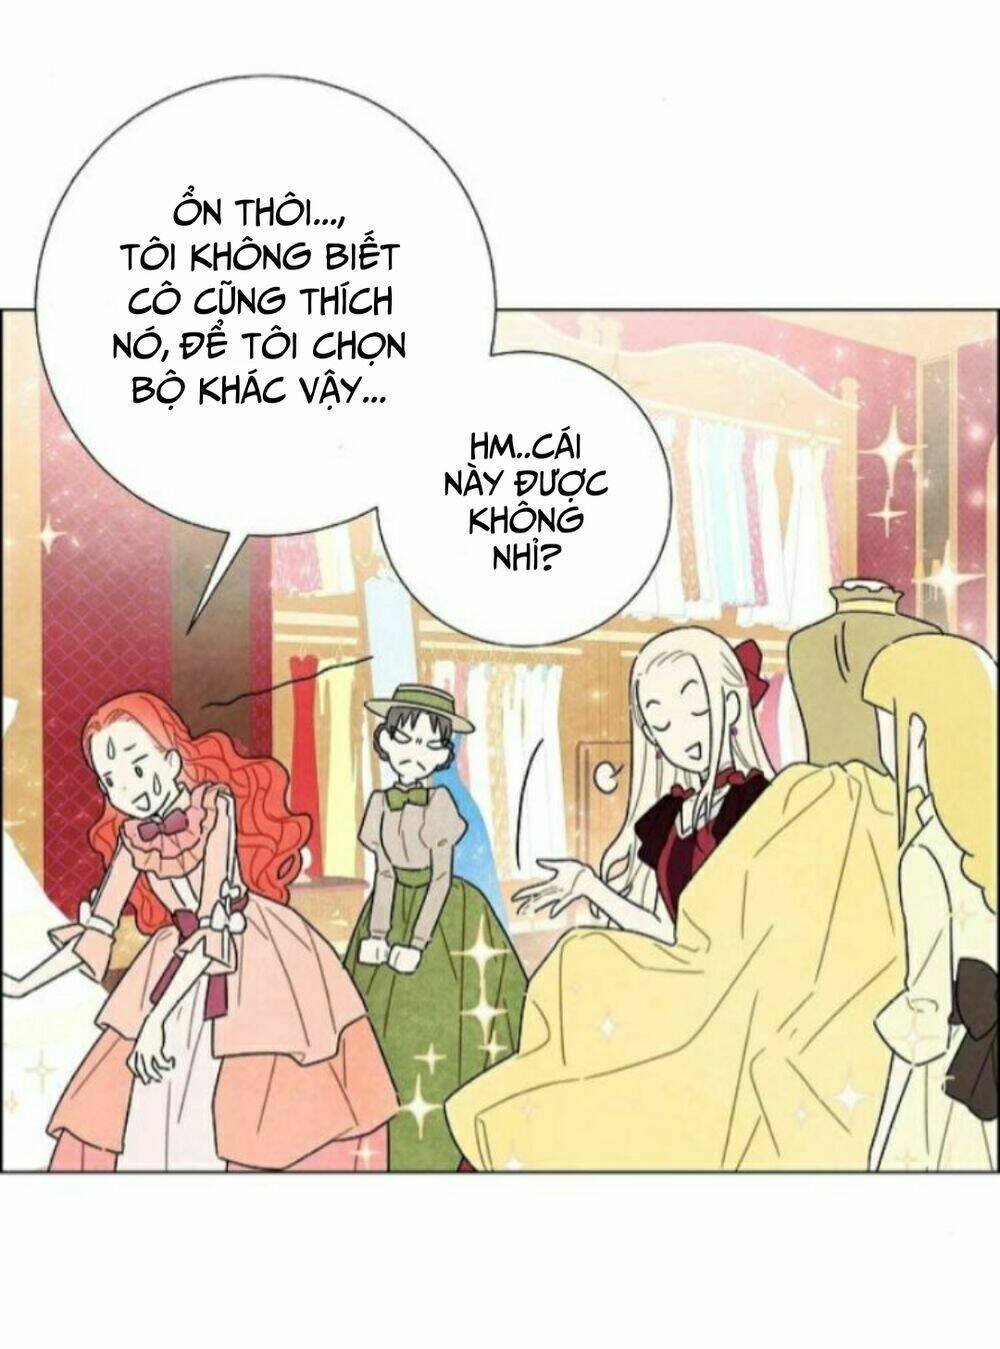 ỔN THÔI...,
TÔI KHÔNG BIẾT
CÔ CŨNG THÍCH
NÓ, ĐỂ TÔI CHỌN
BỘ KHÁC VẬY...
HM..CÁI
NÀY ĐƯỢC
KHÔNG
NHỈ?